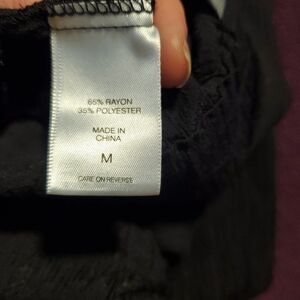 65% RAYON
35% POLYESTER
MADE IN
CHINA
M
CARE ON REVERSE